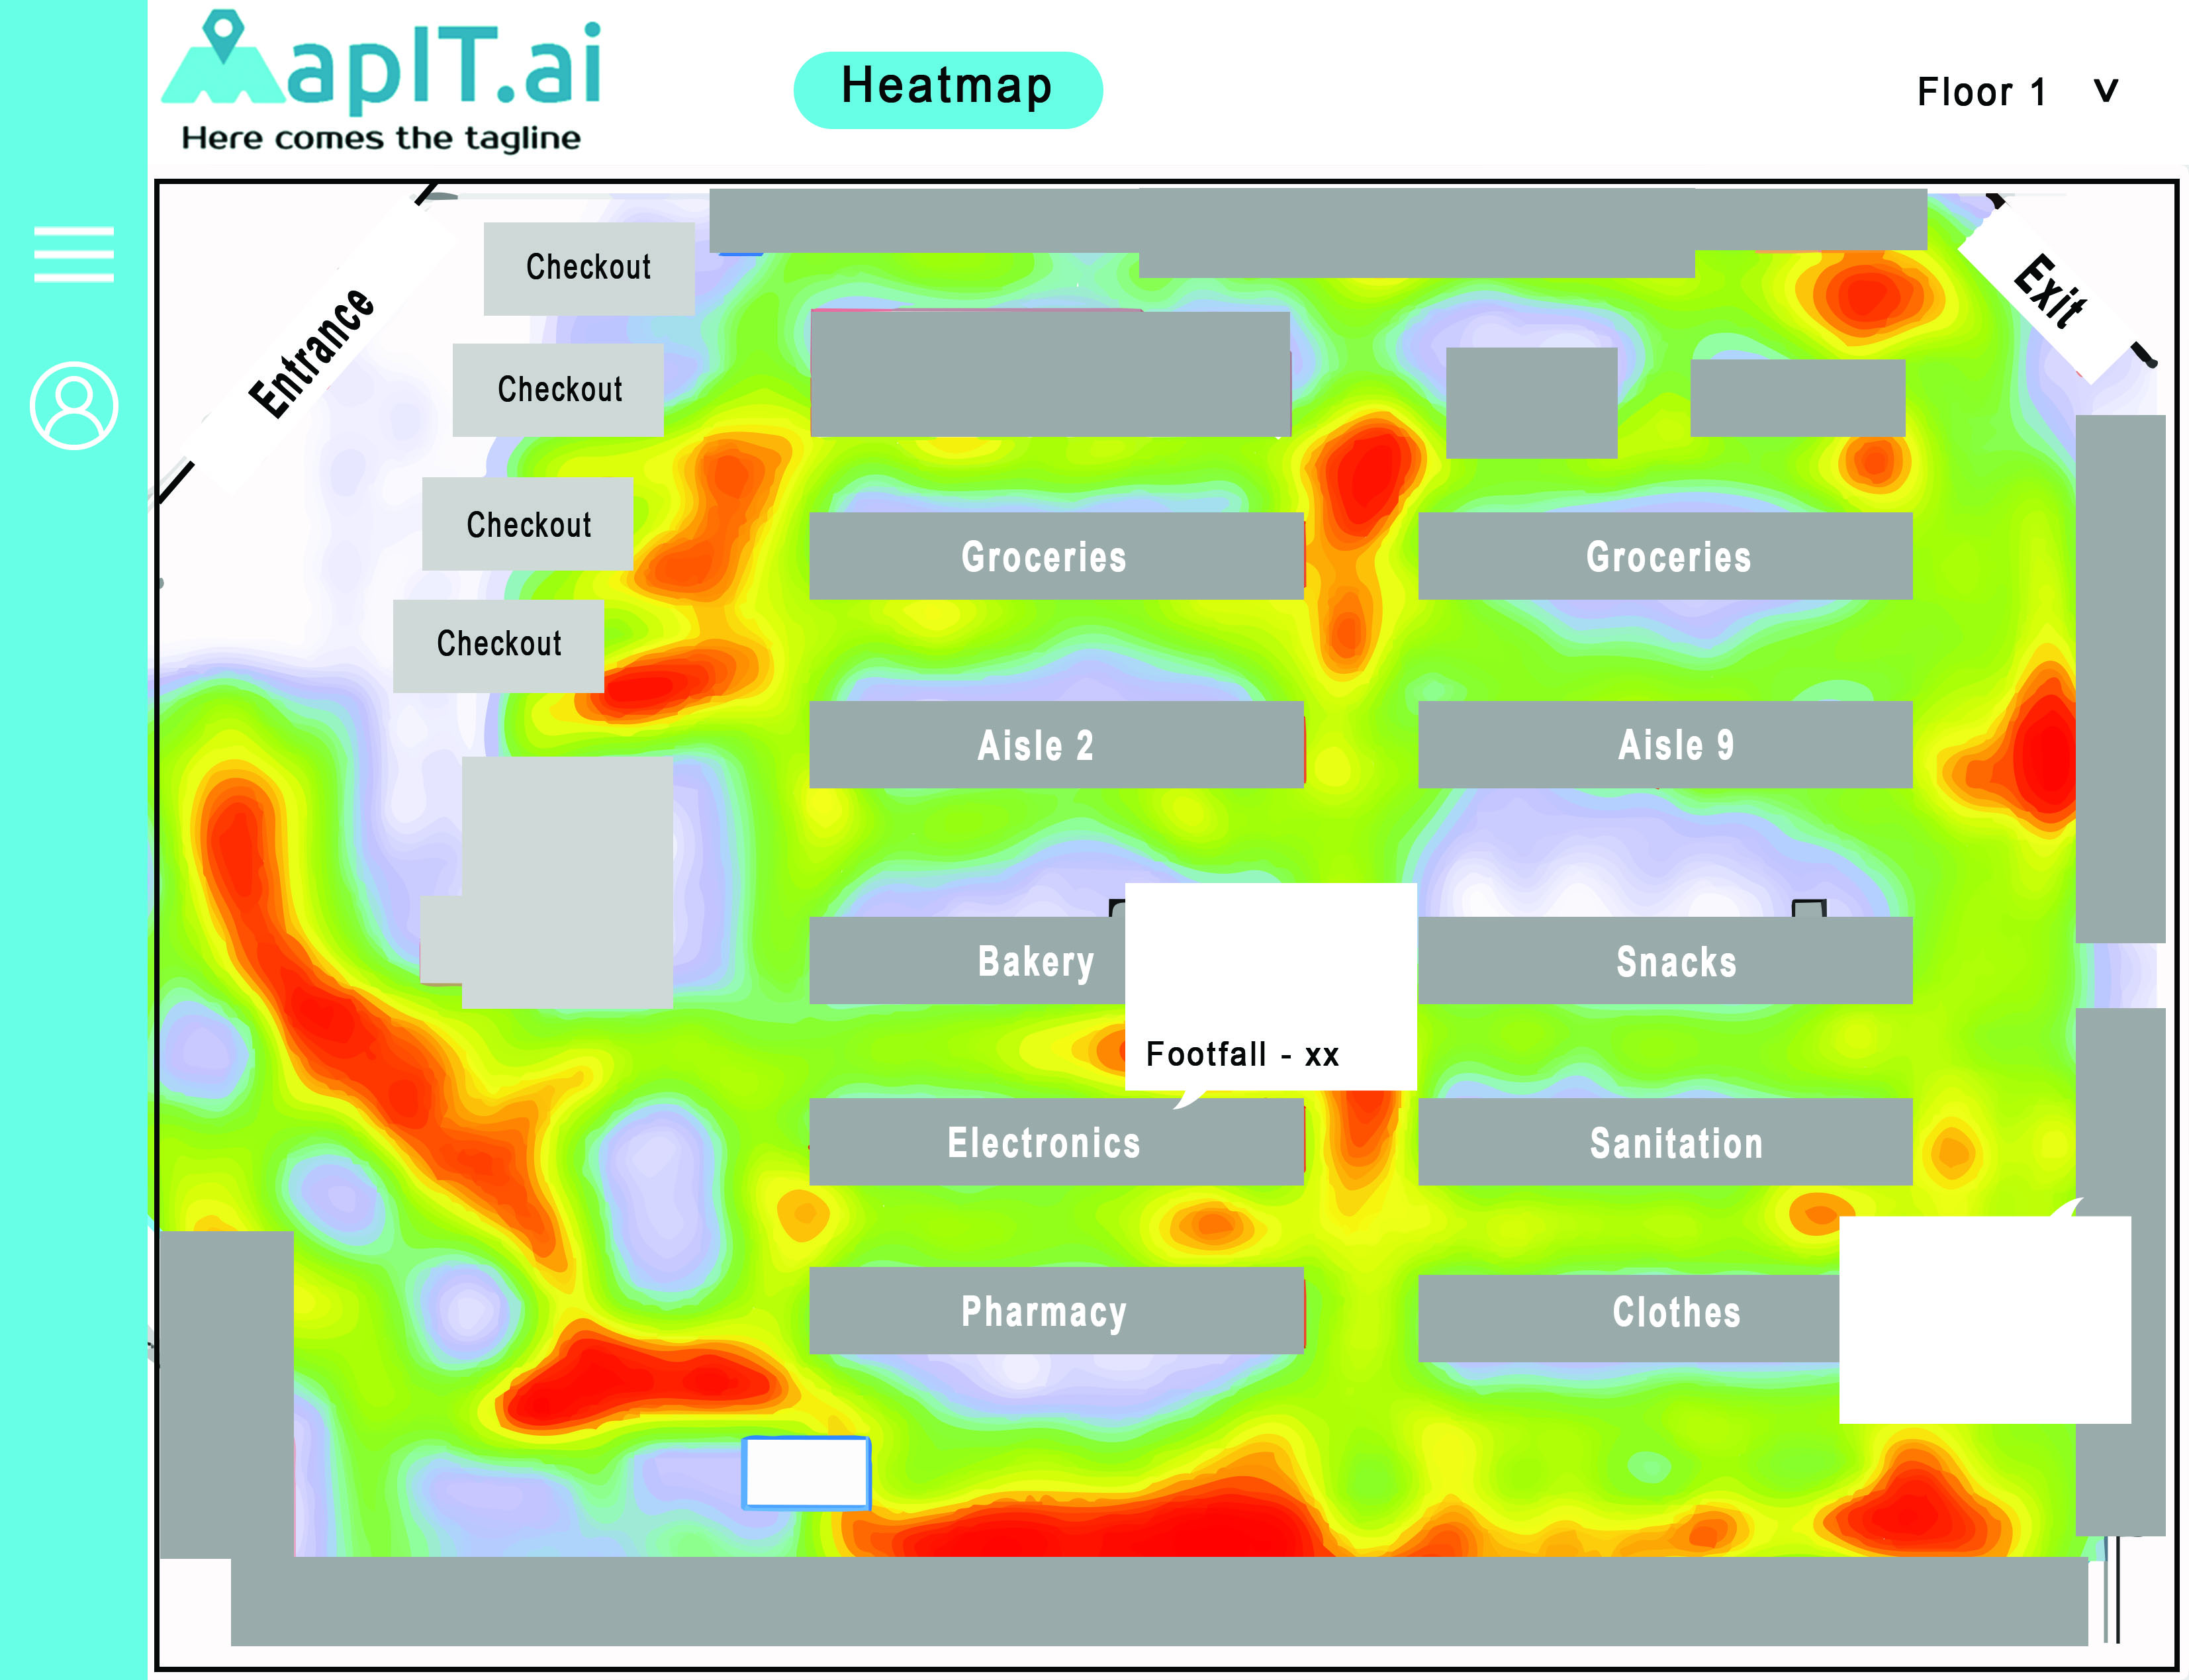 MapIT.ai
Here comes the tagline
Heatmap
Floor 1 v
Entrance
Exit
Checkout
Checkout
Checkout
Checkout
Groceries
Groceries
Aisle 2
Aisle 9
Bakery
Snacks
Footfall - xx
Electronics
Sanitation
Pharmacy
Clothes